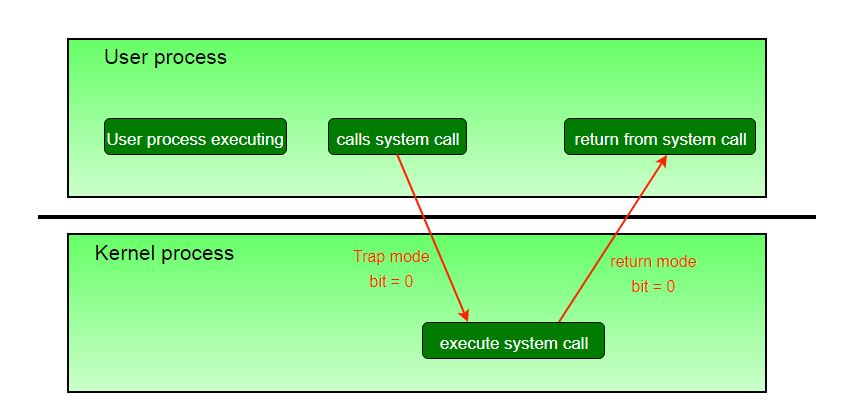 User process
User process executing
calls system call
return from system call
Kernel process
Trap mode
bit = 0
return mode
bit = 0
execute system call